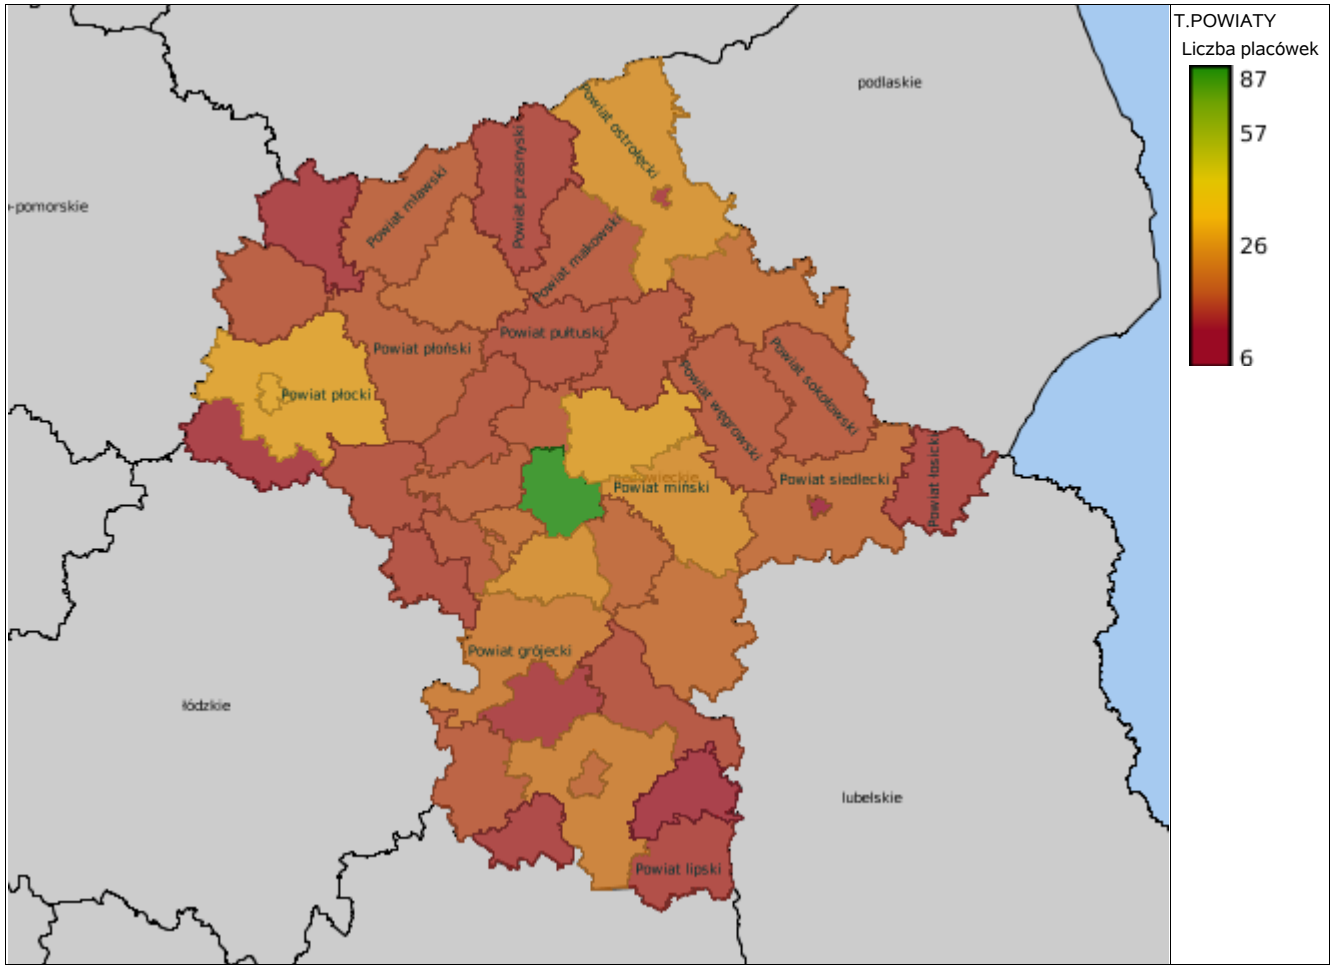 T.POWIATY
Liczba placówek
87
57
26
6
podlaskie
-pomorskie
Powiat ostrołęcki
Powiat przasnyski
Powiat mławski
Powiat makowski
Powiat pułtuski
Powiat płoński
Powiat płocki
Powiat węgrowski
Powiat sokołowski
mazowieckie
Powiat miński
Powiat siedlecki
Powiat łosicki
Powiat grójecki
łódzkie
lubelskie
Powiat lipski